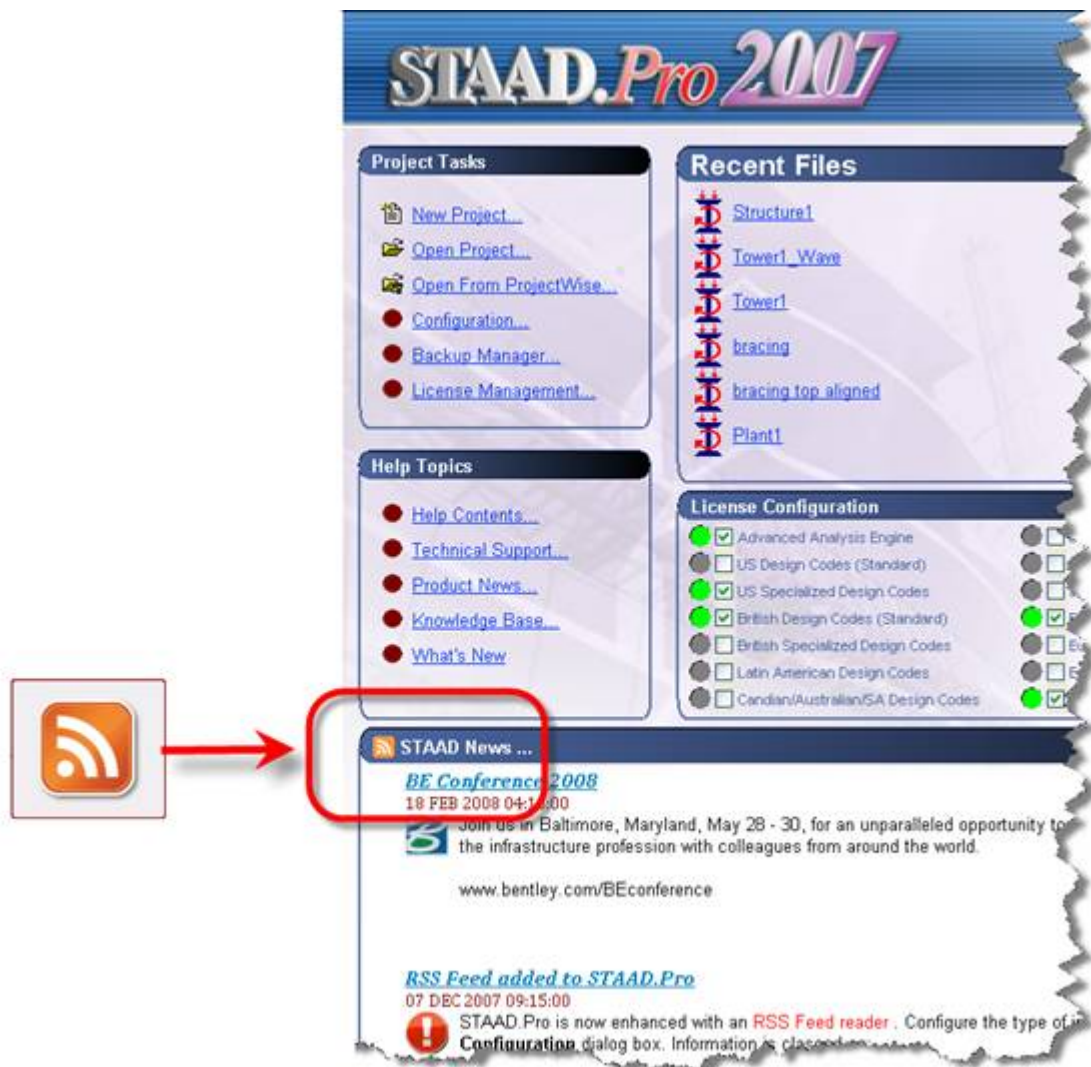 STAAD.Pro 2007
Project Tasks
New Project...
Open Project...
Open From ProjectWise...
Configuration...
Backup Manager...
License Management...
Recent Files
Structure1
Tower1_Wave
Tower1
bracing
bracing top aligned
Plant1
Help Topics
Help Contents...
Technical Support...
Product News...
Knowledge Base...
What's New
License Configuration
Advanced Analysis Engine
US Design Codes (Standard)
US Specialized Design Codes
British Design Codes (Standard)
British Specialized Design Codes
Latin American Design Codes
Candian/Australian/SA Design Codes
STAAD News ...
BE Conference 2008
18 FEB 2008 04:15:00
Join us in Baltimore, Maryland, May 28 - 30, for an unparalleled opportunity to
the infrastructure profession with colleagues from around the world.
www.bentley.com/BEconference
RSS Feed added to STAAD.Pro
07 DEC 2007 09:15:00
STAAD.Pro is now enhanced with an RSS Feed reader . Configure the type of
Configuration dialog box. Information is